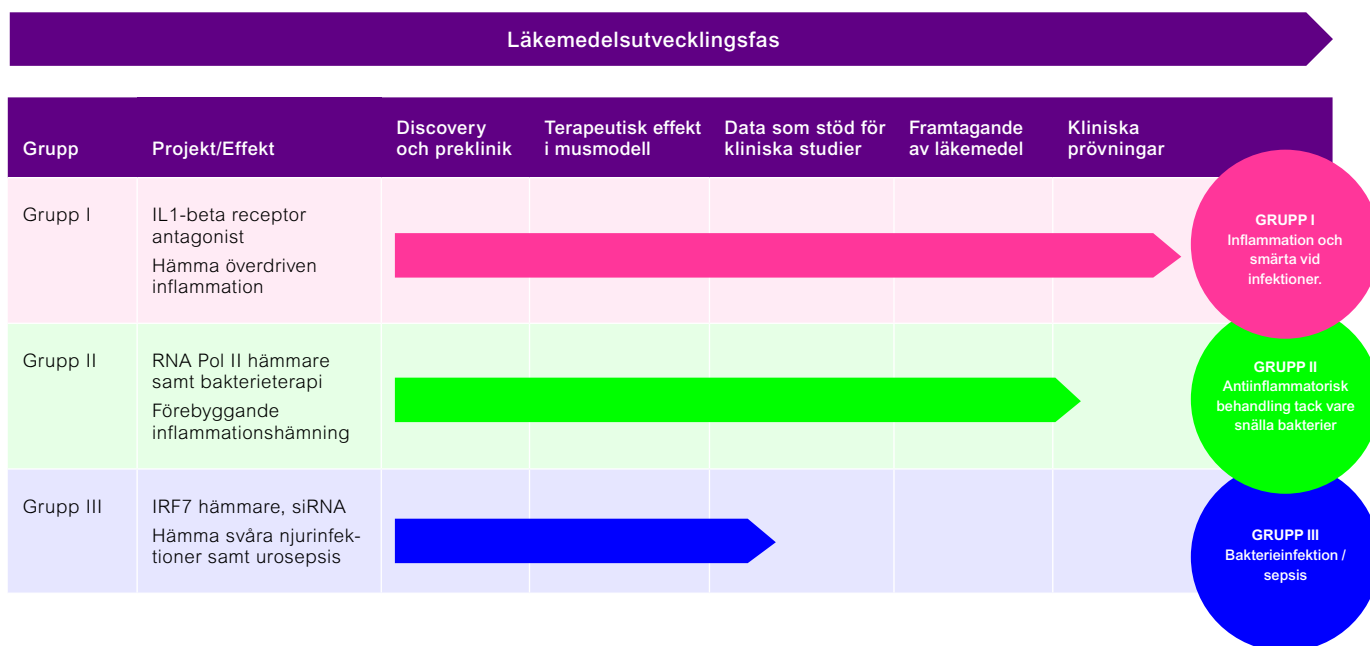 Läkemedelsutvecklingsfas
Grupp
Projekt/Effekt
Discovery
och preklinik
Terapeutisk effekt
i musmodell
Data som stöd för
kliniska studier
Framtagande
av läkemedel
Kliniska
prövningar
Grupp I
IL1-beta receptor
antagonist
Hämma överdriven
inflammation
GRUPP I
Inflammation och
smärta vid
infektioner.
Grupp II
RNA Pol II hämmare
samt bakterieterapi
Förebyggande
inflammationshämning
GRUPP II
Antiinflammatorisk
behandling tack vare
snälla bakterier
Grupp III
IRF7 hämmare, siRNA
Hämma svåra njurinfek-
tioner samt urosepsis
GRUPP III
Bakterieinfektion /
sepsis